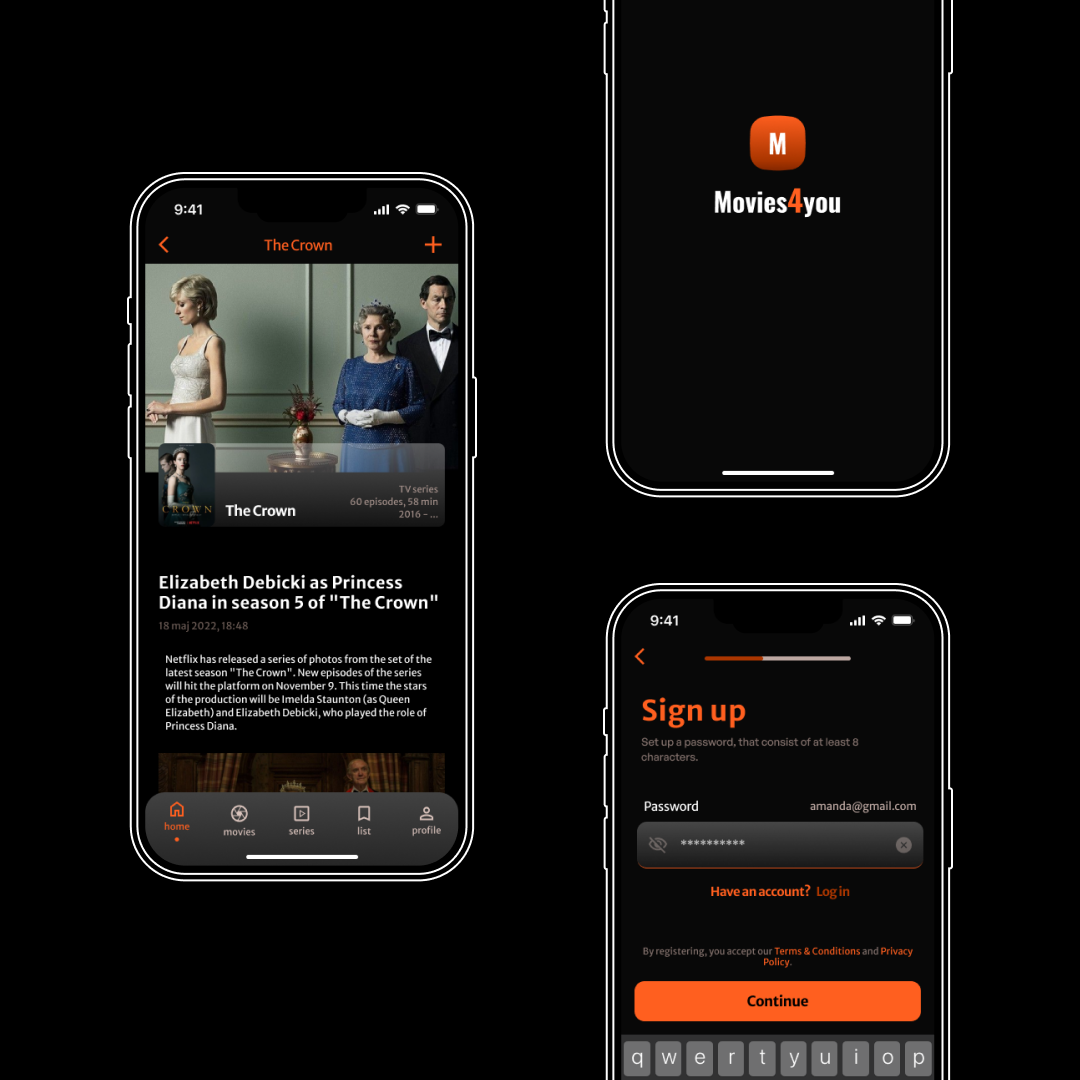 9:41
The Crown
CROWN
The Crown
TV series
60 episodes, 58 min
2016 - ...
Elizabeth Debicki as Princess
Diana in season 5 of "The Crown"
18 maj 2022, 18:48
Netflix has released a series of photos from the set of the
latest season "The Crown". New episodes of the series
will hit the platform on November 9. This time the stars
of the production will be Imelda Staunton (as Queen
Elizabeth) and Elizabeth Debicki, who played the role of
Princess Diana.
home
movies
series
list
profile
M
Movies4you
9:41
Sign up
Set up a password, that consist of at least 8
characters.
Password
amanda@gmail.com
**********
Have an account? Log in
By registering, you accept our Terms & Conditions and Privacy
Policy.
Continue
q w e r t y u i o p